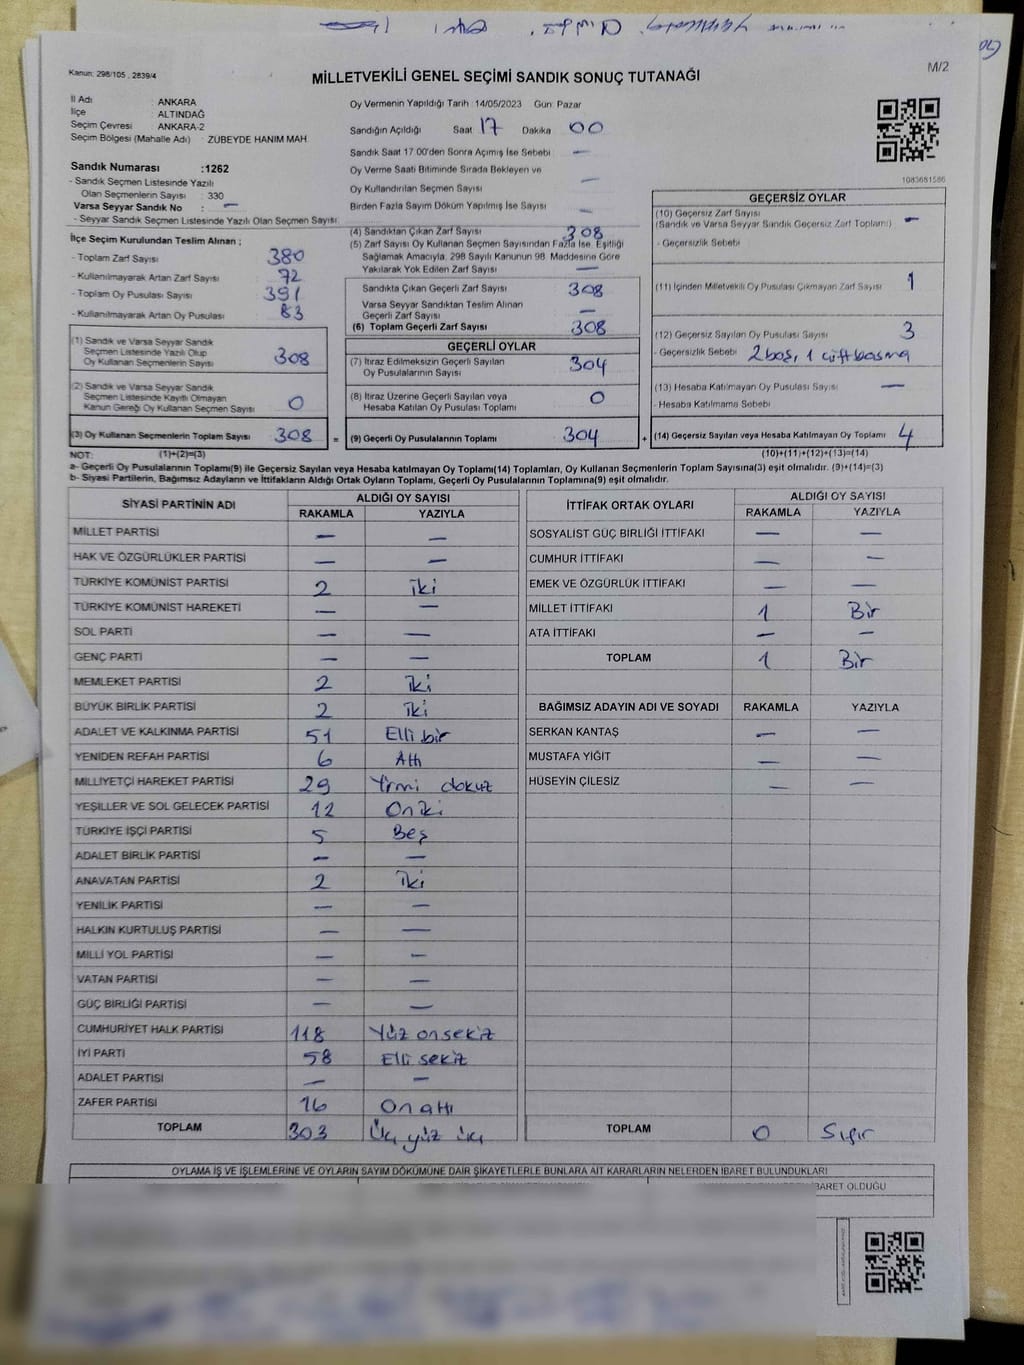 Kanun: 298/105 , 2839/4
MİLLETVEKİLİ GENEL SEÇİMİ SANDIK SONUÇ TUTANAĞI
M/2
İl Adı : ANKARA
İlçe : ALTINDAĞ
Seçim Çevresi : ANKARA-2
Seçim Bölgesi (Mahalle Adı) : ZÜBEYDE HANIM MAH
Sandık Numarası :1262
- Sandık Seçmen Listesinde Yazılı
Olan Seçmenlerin Sayısı : 330
Varsa Seyyar Sandık No : —
- Seyyar Sandık Seçmen Listesinde Yazılı Olan Seçmen Sayısı
Oy Vermenin Yapıldığı Tarih :14/05/2023 Gün: Pazar
Sandığın Açıldığı Saat 17 Dakika 00
Sandık Saat 17:00'den Sonra Açılmış İse Sebebi —
Oy Verme Saati Bitiminde Sırada Bekleyen ve
Oy Kullandırılan Seçmen Sayısı —
Birden Fazla Sayım Döküm Yapılmış İse Sayısı —
1083681586
İlçe Seçim Kurulundan Teslim Alınan ;
- Toplam Zarf Sayısı 380
- Kullanılmayarak Artan Zarf Sayısı 72
- Toplam Oy Pusulası Sayısı 391
- Kullanılmayarak Artan Oy Pusulası 83
(1) Sandık ve Varsa Seyyar Sandık
Seçmen Listesinde Yazılı Olup
Oy Kullanan Seçmenlerin Sayısı 308
(2) Sandık ve Varsa Seyyar Sandık
Seçmen Listesinde Kayıtlı Olmayan
Kanun Gereği Oy Kullanan Seçmen Sayısı 0
(3) Oy Kullanan Seçmenlerin Toplam Sayısı 308 =
(4) Sandıktan Çıkan Zarf Sayısı 308
(5) Zarf Sayısı Oy Kullanan Seçmen Sayısından Fazla İse, Eşitliği
Sağlamak Amacıyla, 298 Sayılı Kanunun 98. Maddesine Göre
Yakılarak Yok Edilen Zarf Sayısı —
Sandıkta Çıkan Geçerli Zarf Sayısı 308
Varsa Seyyar Sandıktan Teslim Alınan
Geçerli Zarf Sayısı —
(6) Toplam Geçerli Zarf Sayısı 308
GEÇERLİ OYLAR
(7) İtiraz Edilmeksizin Geçerli Sayılan
Oy Pusulalarının Sayısı 304
(8) İtiraz Üzerine Geçerli Sayılan veya
Hesaba Katılan Oy Pusulası Toplamı 0
(9) Geçerli Oy Pusulalarının Toplamı 304 +
GEÇERSİZ OYLAR
(10) Geçersiz Zarf Sayısı
(Sandık ve Varsa Seyyar Sandık Geçersiz Zarf Toplamı) —
- Geçersizlik Sebebi
(11) İçinden Milletvekili Oy Pusulası Çıkmayan Zarf Sayısı 1
(12) Geçersiz Sayılan Oy Pusulası Sayısı 3
- Geçersizlik Sebebi 2 boş, 1 çift basma
(13) Hesaba Katılmayan Oy Pusulası Sayısı —
- Hesaba Katılmama Sebebi
(14) Geçersiz Sayılan veya Hesaba Katılmayan Oy Toplamı 4
NOT: (1)+(2)=(3) (10)+(11)+(12)+(13)=(14)
a- Geçerli Oy Pusulalarının Toplamı(9) ile Geçersiz Sayılan veya Hesaba katılmayan Oy Toplamı(14) Toplamları, Oy Kullanan Seçmenlerin Toplam Sayısına(3) eşit olmalıdır. (9)+(14)=(3)
b- Siyasi Partilerin, Bağımsız Adayların ve İttifakların Aldığı Ortak Oyların Toplamı, Geçerli Oy Pusulalarının Toplamına(9) eşit olmalıdır.
SİYASİ PARTİNİN ADI ALDIĞI OY SAYISI
RAKAMLA YAZIYLA
MİLLET PARTİSİ — —
HAK VE ÖZGÜRLÜKLER PARTİSİ — —
TÜRKİYE KOMÜNİST PARTİSİ 2 iki
TÜRKİYE KOMÜNİST HAREKETİ — —
SOL PARTİ — —
GENÇ PARTİ — —
MEMLEKET PARTİSİ 2 iki
BÜYÜK BİRLİK PARTİSİ 2 iki
ADALET VE KALKINMA PARTİSİ 51 Elli bir
YENİDEN REFAH PARTİSİ 6 Altı
MİLLİYETÇİ HAREKET PARTİSİ 29 Yirmi dokuz
YEŞİLLER VE SOL GELECEK PARTİSİ 12 On iki
TÜRKİYE İŞÇİ PARTİSİ 5 Beş
ADALET BİRLİK PARTİSİ — —
ANAVATAN PARTİSİ 2 iki
YENİLİK PARTİSİ — —
HALKIN KURTULUŞ PARTİSİ — —
MİLLİ YOL PARTİSİ — —
VATAN PARTİSİ — —
GÜÇ BİRLİĞİ PARTİSİ — —
CUMHURİYET HALK PARTİSİ 118 Yüz onsekiz
İYİ PARTİ 58 Elli sekiz
ADALET PARTİSİ — —
ZAFER PARTİSİ 16 On altı
TOPLAM 303 Üç yüz üç
İTTİFAK ORTAK OYLARI ALDIĞI OY SAYISI
RAKAMLA YAZIYLA
SOSYALİST GÜÇ BİRLİĞİ İTTİFAKI — —
CUMHUR İTTİFAKI — —
EMEK VE ÖZGÜRLÜK İTTİFAKI — —
MİLLET İTTİFAKI 1 Bir
ATA İTTİFAKI — —
TOPLAM 1 Bir
BAĞIMSIZ ADAYIN ADI VE SOYADI RAKAMLA YAZIYLA
SERKAN KANTAŞ — —
MUSTAFA YİĞİT — —
HÜSEYİN ÇİLESİZ — —
TOPLAM 0 Sıfır
OYLAMA İŞ VE İŞLEMLERİNE VE OYLARIN SAYIM DÖKÜMÜNE DAİR ŞİKAYETLERLE BUNLARA AİT KARARLARIN NELERDEN İBARET BULUNDUKLARI
İBARET OLDUĞU